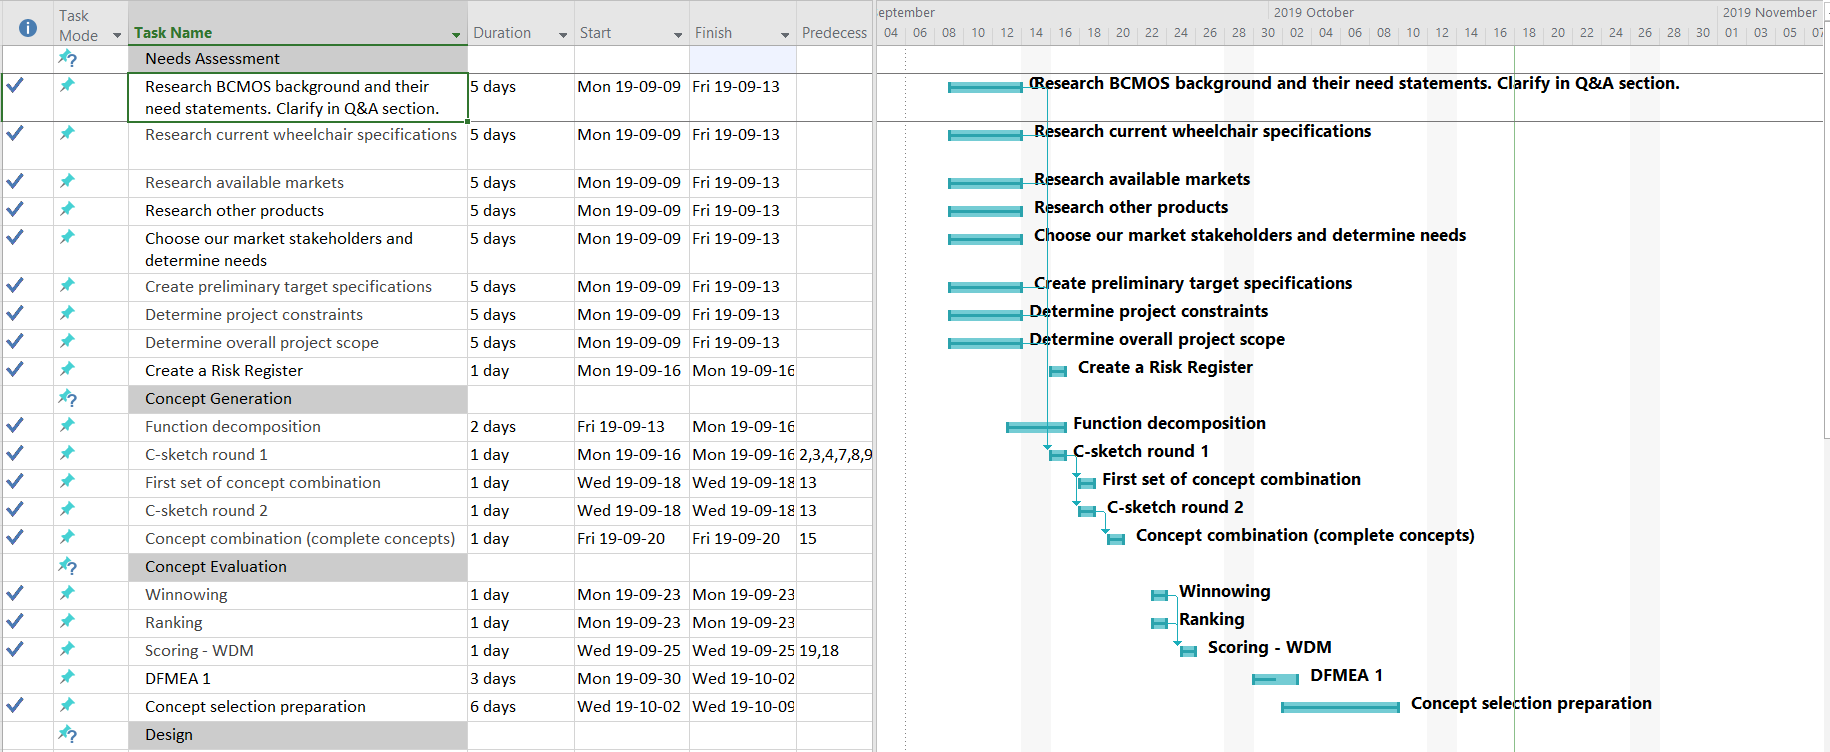 eptember 2019 October 2019 November
Task Mode Task Name Duration Start Finish Predecess 04 06 08 10 12 14 16 18 20 22 24 26 28 30 02 04 06 08 10 12 14 16 18 20 22 24 26 28 30 01 03 05 07
Needs Assessment
Research BCMOS background and their 5 days Mon 19-09-09 Fri 19-09-13 Research BCMOS background and their need statements. Clarify in Q&A section.
need statements. Clarify in Q&A section.
Research current wheelchair specifications 5 days Mon 19-09-09 Fri 19-09-13 Research current wheelchair specifications
Research available markets 5 days Mon 19-09-09 Fri 19-09-13 Research available markets
Research other products 5 days Mon 19-09-09 Fri 19-09-13 Research other products
Choose our market stakeholders and 5 days Mon 19-09-09 Fri 19-09-13 Choose our market stakeholders and determine needs
determine needs
Create preliminary target specifications 5 days Mon 19-09-09 Fri 19-09-13 Create preliminary target specifications
Determine project constraints 5 days Mon 19-09-09 Fri 19-09-13 Determine project constraints
Determine overall project scope 5 days Mon 19-09-09 Fri 19-09-13 Determine overall project scope
Create a Risk Register 1 day Mon 19-09-16 Mon 19-09-16 Create a Risk Register
Concept Generation
Function decomposition 2 days Fri 19-09-13 Mon 19-09-16 Function decomposition
C-sketch round 1 1 day Mon 19-09-16 Mon 19-09-16 2,3,4,7,8,9 C-sketch round 1
First set of concept combination 1 day Wed 19-09-18 Wed 19-09-18 13 First set of concept combination
C-sketch round 2 1 day Wed 19-09-18 Wed 19-09-18 13 C-sketch round 2
Concept combination (complete concepts) 1 day Fri 19-09-20 Fri 19-09-20 15 Concept combination (complete concepts)
Concept Evaluation
Winnowing 1 day Mon 19-09-23 Mon 19-09-23 Winnowing
Ranking 1 day Mon 19-09-23 Mon 19-09-23 Ranking
Scoring - WDM 1 day Wed 19-09-25 Wed 19-09-25 19,18 Scoring - WDM
DFMEA 1 3 days Mon 19-09-30 Wed 19-10-02 DFMEA 1
Concept selection preparation 6 days Wed 19-10-02 Wed 19-10-09 Concept selection preparation
Design